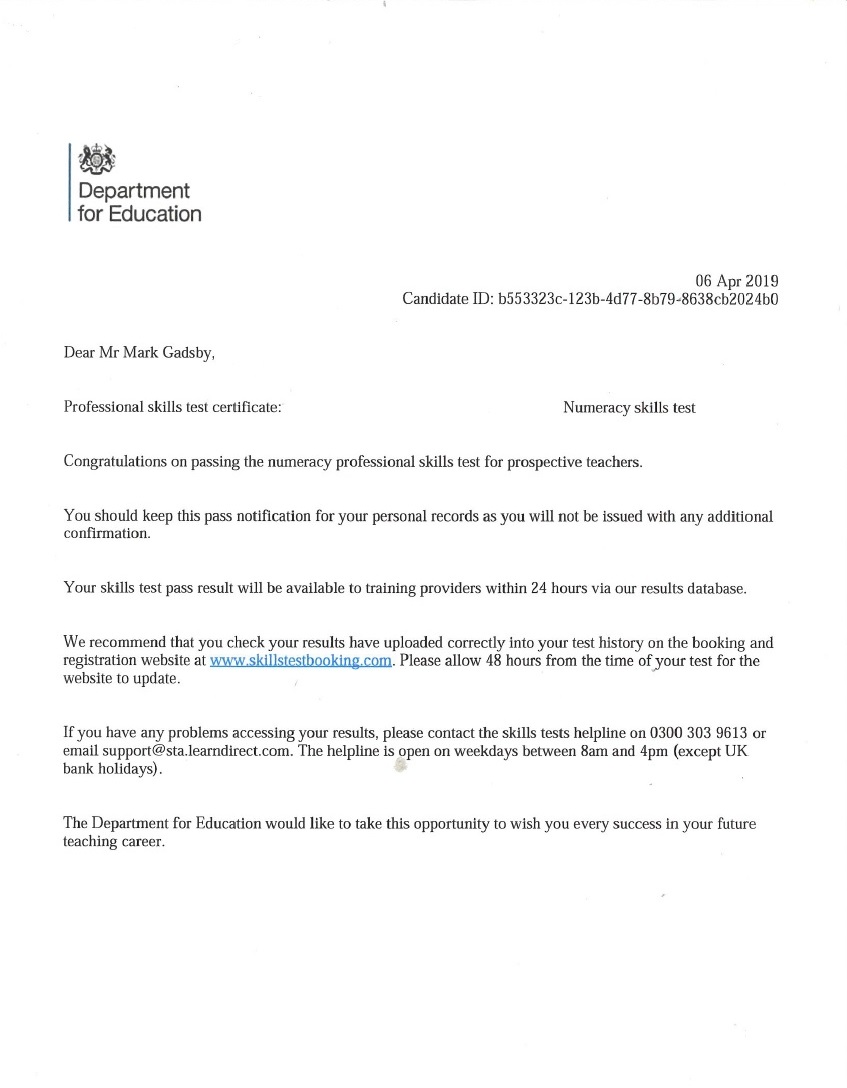 Department
for Education
06 Apr 2019
Candidate ID: b553323c-123b-4d77-8b79-8638cb2024b0
Dear Mr Mark Gadsby,
Professional skills test certificate: Numeracy skills test
Congratulations on passing the numeracy professional skills test for prospective teachers.
You should keep this pass notification for your personal records as you will not be issued with any additional
confirmation.
Your skills test pass result will be available to training providers within 24 hours via our results database.
We recommend that you check your results have uploaded correctly into your test history on the booking and
registration website at www.skillstestbooking.com. Please allow 48 hours from the time of your test for the
website to update.
If you have any problems accessing your results, please contact the skills tests helpline on 0300 303 9613 or
email support@sta.learndirect.com. The helpline is open on weekdays between 8am and 4pm (except UK
bank holidays).
The Department for Education would like to take this opportunity to wish you every success in your future
teaching career.